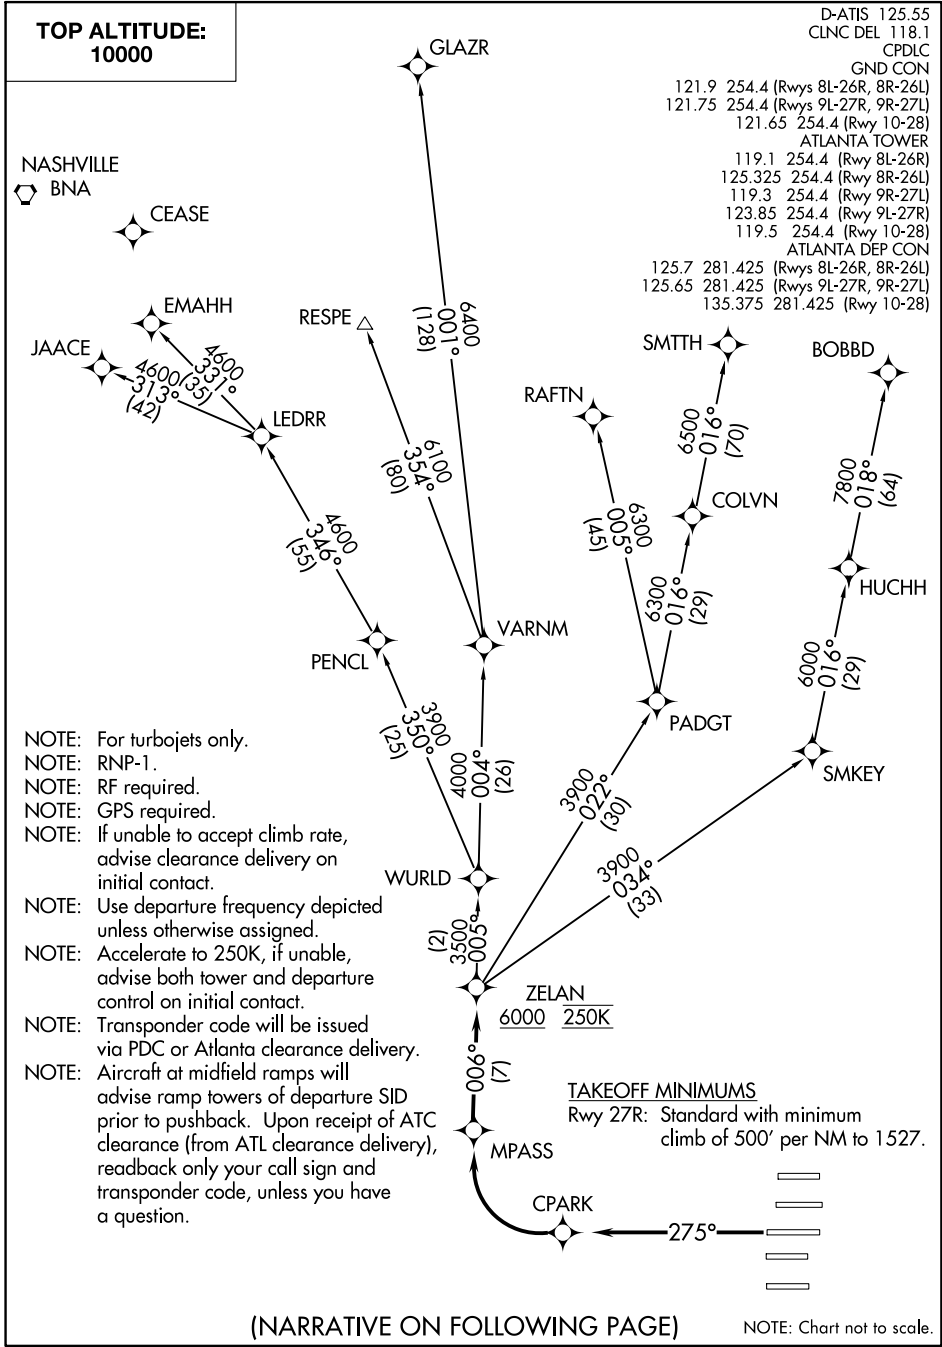 TOP ALTITUDE:
10000
D-ATIS 125.55
CLNC DEL 118.1
CPDLC
GND CON
121.9 254.4 (Rwys 8L-26R, 8R-26L)
121.75 254.4 (Rwys 9L-27R, 9R-27L)
121.65 254.4 (Rwy 10-28)
ATLANTA TOWER
119.1 254.4 (Rwy 8L-26R)
125.325 254.4 (Rwy 8R-26L)
119.3 254.4 (Rwy 9R-27L)
123.85 254.4 (Rwy 9L-27R)
119.5 254.4 (Rwy 10-28)
ATLANTA DEP CON
125.7 281.425 (Rwys 8L-26R, 8R-26L)
125.65 281.425 (Rwys 9L-27R, 9R-27L)
135.375 281.425 (Rwy 10-28)
GLAZR
NASHVILLE
BNA
CEASE
EMAHH
JAACE
4600
331°
(35)
4600
313°
(42)
LEDRR
RESPE
6400
001°
(128)
6100
354°
(80)
SMTTH
BOBBD
RAFTN
6500
016°
(70)
7800
018°
(64)
COLVN
HUCHH
4600
346°
(55)
6300
005°
(45)
6300
016°
(29)
6000
016°
(29)
PENCL
VARNM
PADGT
SMKEY
3900
350°
(25)
4000
004°
(26)
3900
022°
(30)
3900
034°
(33)
WURLD
(2)
3500
005°
ZELAN
6000 250K
006°
(7)
MPASS
CPARK
275°
NOTE: For turbojets only.
NOTE: RNP-1.
NOTE: RF required.
NOTE: GPS required.
NOTE: If unable to accept climb rate,
advise clearance delivery on
initial contact.
NOTE: Use departure frequency depicted
unless otherwise assigned.
NOTE: Accelerate to 250K, if unable,
advise both tower and departure
control on initial contact.
NOTE: Transponder code will be issued
via PDC or Atlanta clearance delivery.
NOTE: Aircraft at midfield ramps will
advise ramp towers of departure SID
prior to pushback. Upon receipt of ATC
clearance (from ATL clearance delivery),
readback only your call sign and
transponder code, unless you have
a question.
TAKEOFF MINIMUMS
Rwy 27R: Standard with minimum
climb of 500' per NM to 1527.
(NARRATIVE ON FOLLOWING PAGE)
NOTE: Chart not to scale.